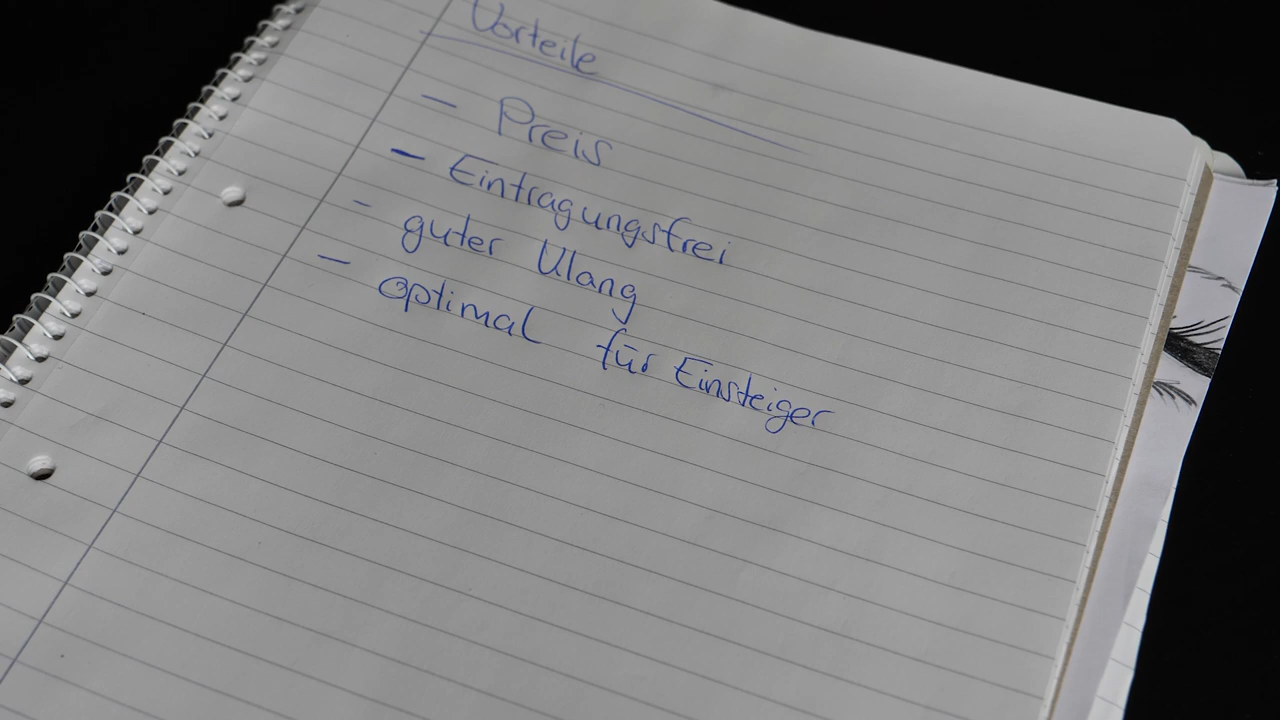 Vorteile
- Preis
- Eintragungsfrei
- guter Klang
- optimal für Einsteiger